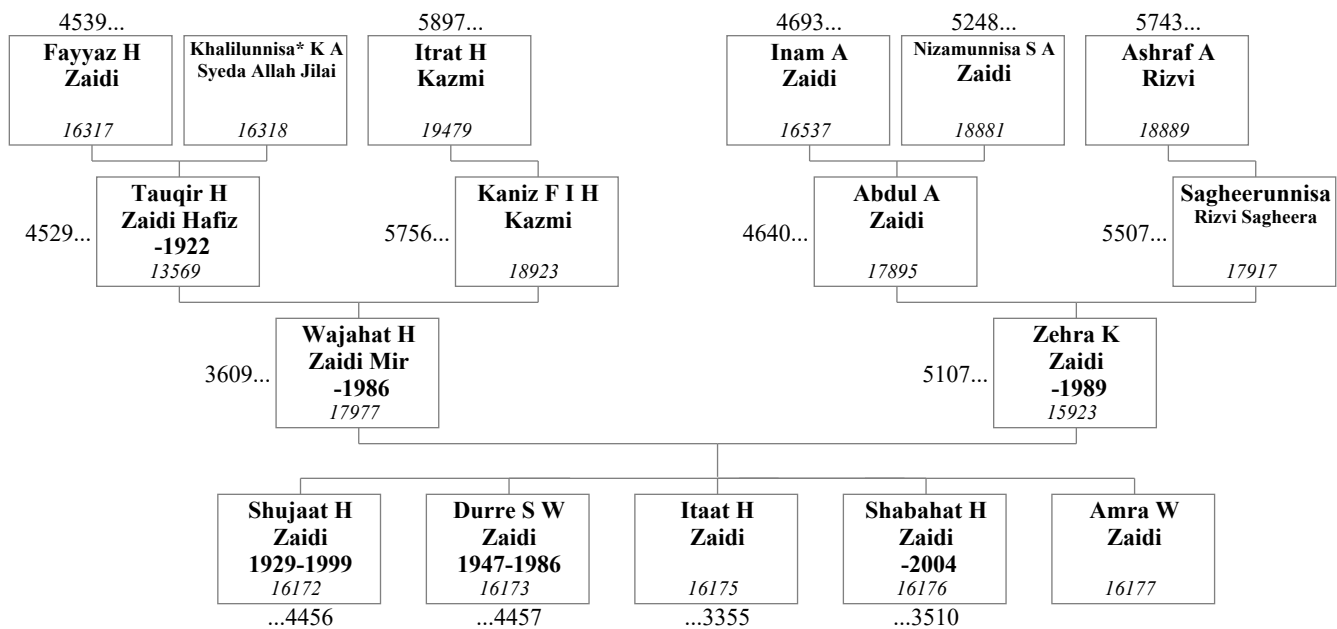 4539...
5897...
4693...
5248...
5743...
Fayyaz H
Zaidi
16317
Khalilunnisa* K A
Syeda Allah Jilai
16318
Itrat H
Kazmi
19479
Inam A
Zaidi
16537
Nizamunnisa S A
Zaidi
18881
Ashraf A
Rizvi
18889
4529...
Tauqir H
Zaidi Hafiz
-1922
13569
5756...
Kaniz F I H
Kazmi
18923
4640...
Abdul A
Zaidi
17895
5507...
Sagheerunnisa
Rizvi Sagheera
17917
3609...
Wajahat H
Zaidi Mir
-1986
17977
5107...
Zehra K
Zaidi
-1989
15923
Shujaat H
Zaidi
1929-1999
16172
...4456
Durre S W
Zaidi
1947-1986
16173
...4457
Itaat H
Zaidi
16175
...3355
Shabahat H
Zaidi
-2004
16176
...3510
Amra W
Zaidi
16177